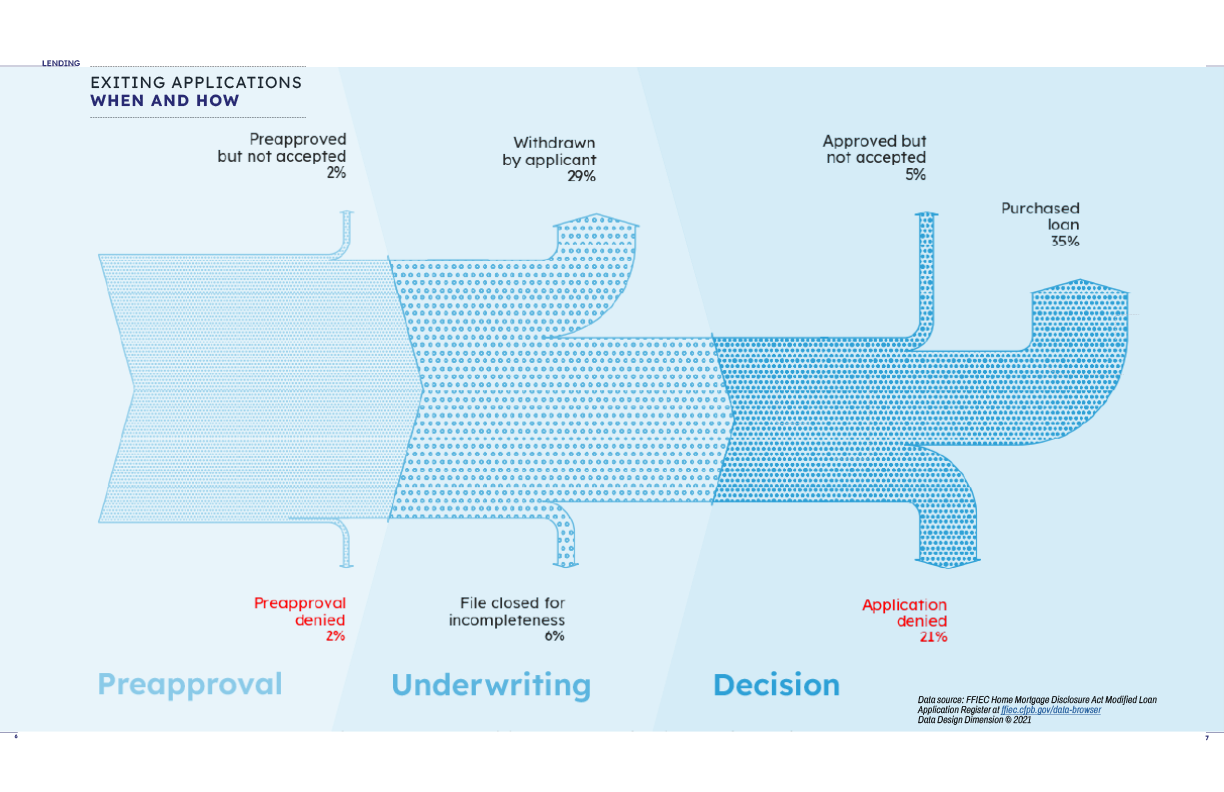 LENDING
EXITING APPLICATIONS
WHEN AND HOW
Preapproved
but not accepted
2%
Withdrawn
by applicant
29%
Approved but
not accepted
5%
Purchased
loan
35%
Preapproval
denied
2%
File closed for
incompleteness
6%
Application
denied
21%
Preapproval
Underwriting
Decision
Data source: FFIEC Home Mortgage Disclosure Act Modified Loan
Application Register at ffiec.cfpb.gov/data-browser
Data Design Dimension © 2021
6
7